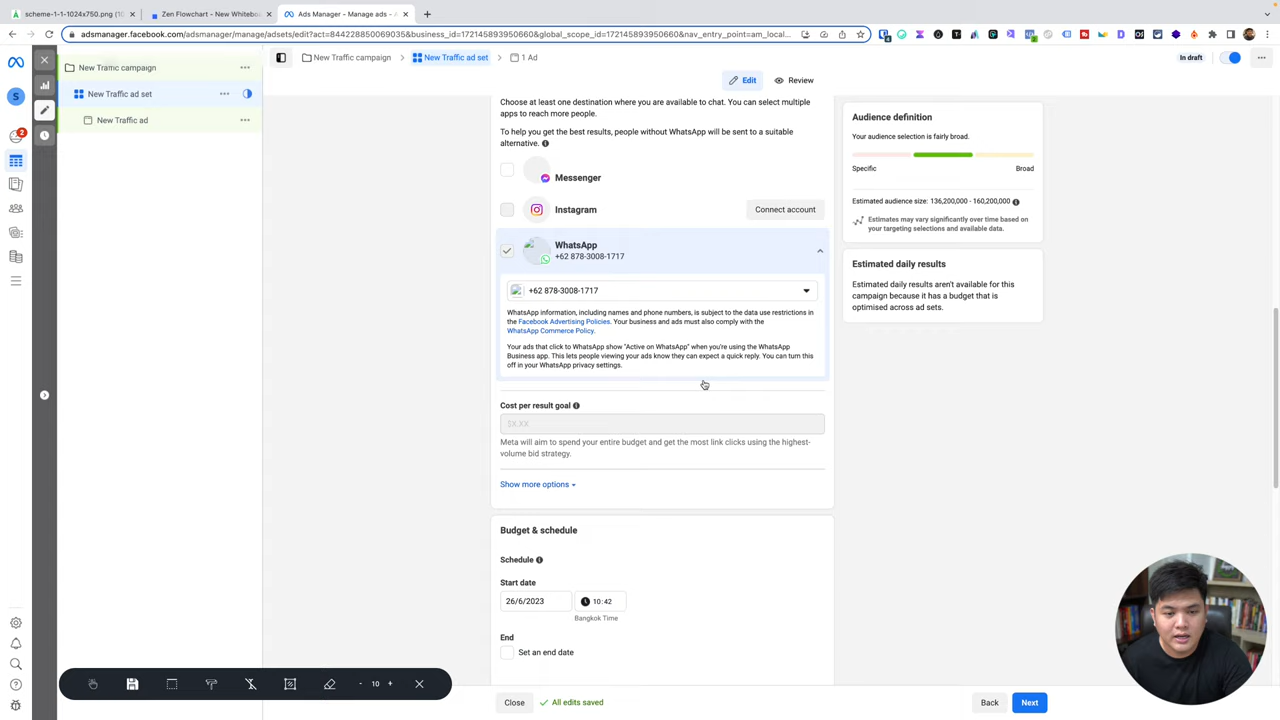 scheme-1-1-1024x750.png (10
Zen Flowchart - New Whiteboa
Ads Manager - Manage ads - A
adsmanager.facebook.com/adsmanager/manage/adsets/edit?act=844228850069035&business_id=172145893950660&global_scope_id=172145893950660&nav_entry_point=am_local...
New Traffic campaign
New Traffic ad set
New Traffic ad
New Traffic campaign
New Traffic ad set
1 Ad
In draft
Edit
Review
Choose at least one destination where you are available to chat. You can select multiple
apps to reach more people.
To help you get the best results, people without WhatsApp will be sent to a suitable
alternative.
Messenger
Instagram
Connect account
WhatsApp
+62 878-3008-1717
+62 878-3008-1717
WhatsApp information, including names and phone numbers, is subject to the data use restrictions in
the Facebook Advertising Policies. Your business and ads must also comply with the
WhatsApp Commerce Policy.
Your ads that click to WhatsApp show "Active on WhatsApp" when you're using the WhatsApp
Business app. This lets people viewing your ads know they can expect a quick reply. You can turn this
off in your WhatsApp privacy settings.
Cost per result goal
$X.XX
Meta will aim to spend your entire budget and get the most link clicks using the highest-
volume bid strategy.
Show more options
Budget & schedule
Schedule
Start date
26/6/2023
10:42
Bangkok Time
End
Set an end date
Audience definition
Your audience selection is fairly broad.
Specific
Broad
Estimated audience size: 136,200,000 - 160,200,000
Estimates may vary significantly over time based on
your targeting selections and available data.
Estimated daily results
Estimated daily results aren't available for this
campaign because it has a budget that is
optimised across ad sets.
S
2
- 10 +
Close
All edits saved
Back
Next